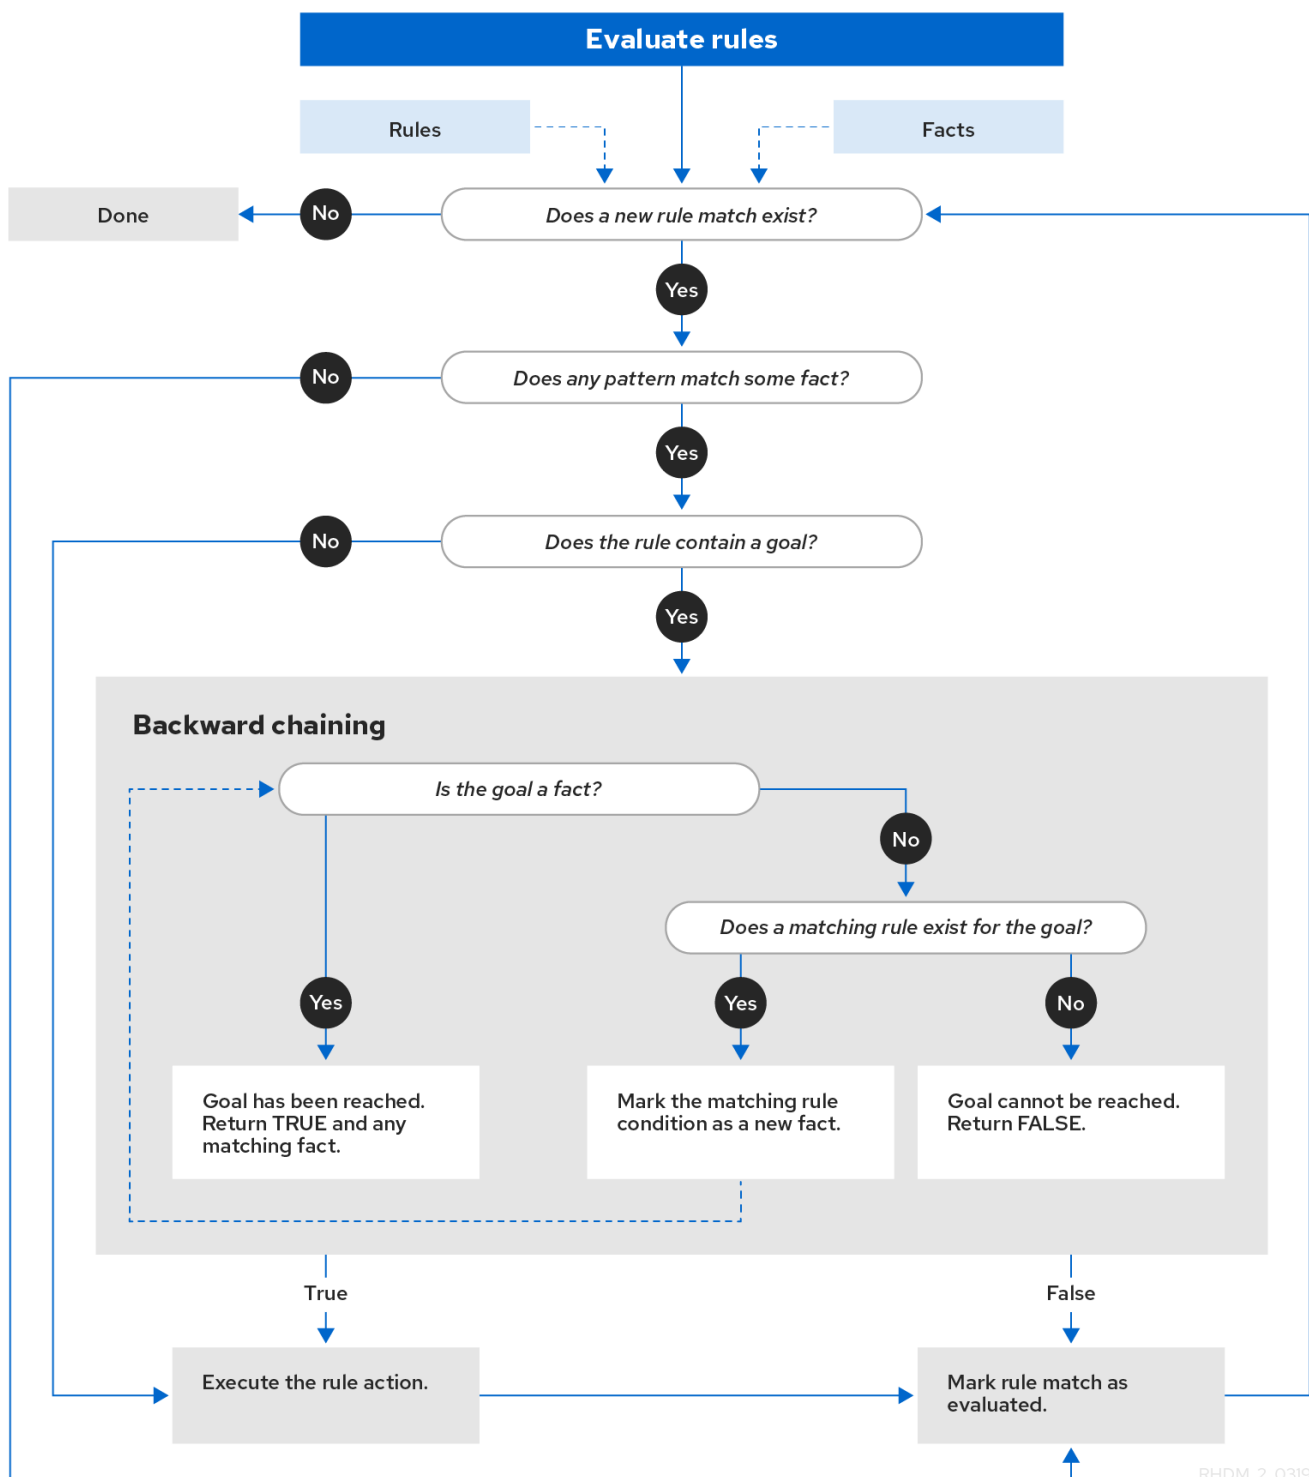 Evaluate rules
Rules
Facts
Done
No
Does a new rule match exist?
Yes
No
Does any pattern match some fact?
Yes
No
Does the rule contain a goal?
Yes
Backward chaining
Is the goal a fact?
No
Does a matching rule exist for the goal?
Yes
Yes
No
Goal has been reached.
Return TRUE and any
matching fact.
Mark the matching rule
condition as a new fact.
Goal cannot be reached.
Return FALSE.
True
False
Execute the rule action.
Mark rule match as
evaluated.
RHDM_2_0319